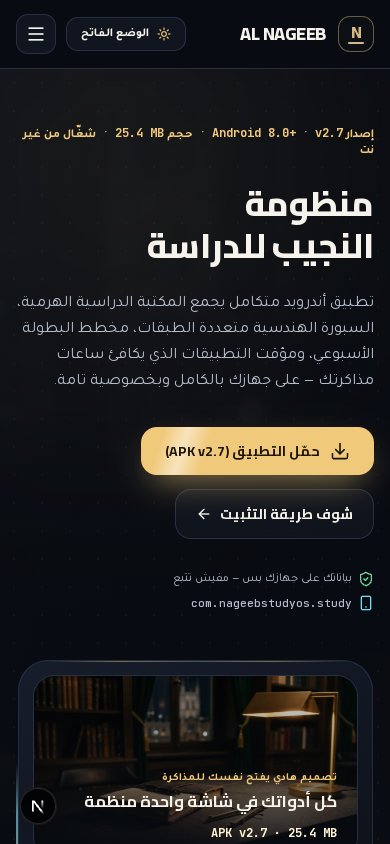 N
AL NAGEEB
الوضع الفاتح
إصدار v2.7 · Android 8.0+ · حجم 25.4 MB · شغّال من غير
نت
منظومة
النجيب للدراسة
تطبيق أندرويد متكامل يجمع المكتبة الدراسية الهرمية،
السبورة الهندسية متعددة الطبقات، مخطط البطولة
الأسبوعي، وموقت التطبيقات الذي يكافئ ساعات
مذاكرتك — على جهازك بالكامل وبخصوصية تامة.
حمّل التطبيق (APK v2.7)
شوف طريقة التثبيت ←
بياناتك على جهازك بس — مفيش تتبع
com.nageebstudyos.study
تصميم هادي يفتح نفسك للمذاكرة
كل أدواتك في شاشة واحدة منظمة
APK v2.7 · 25.4 MB
N